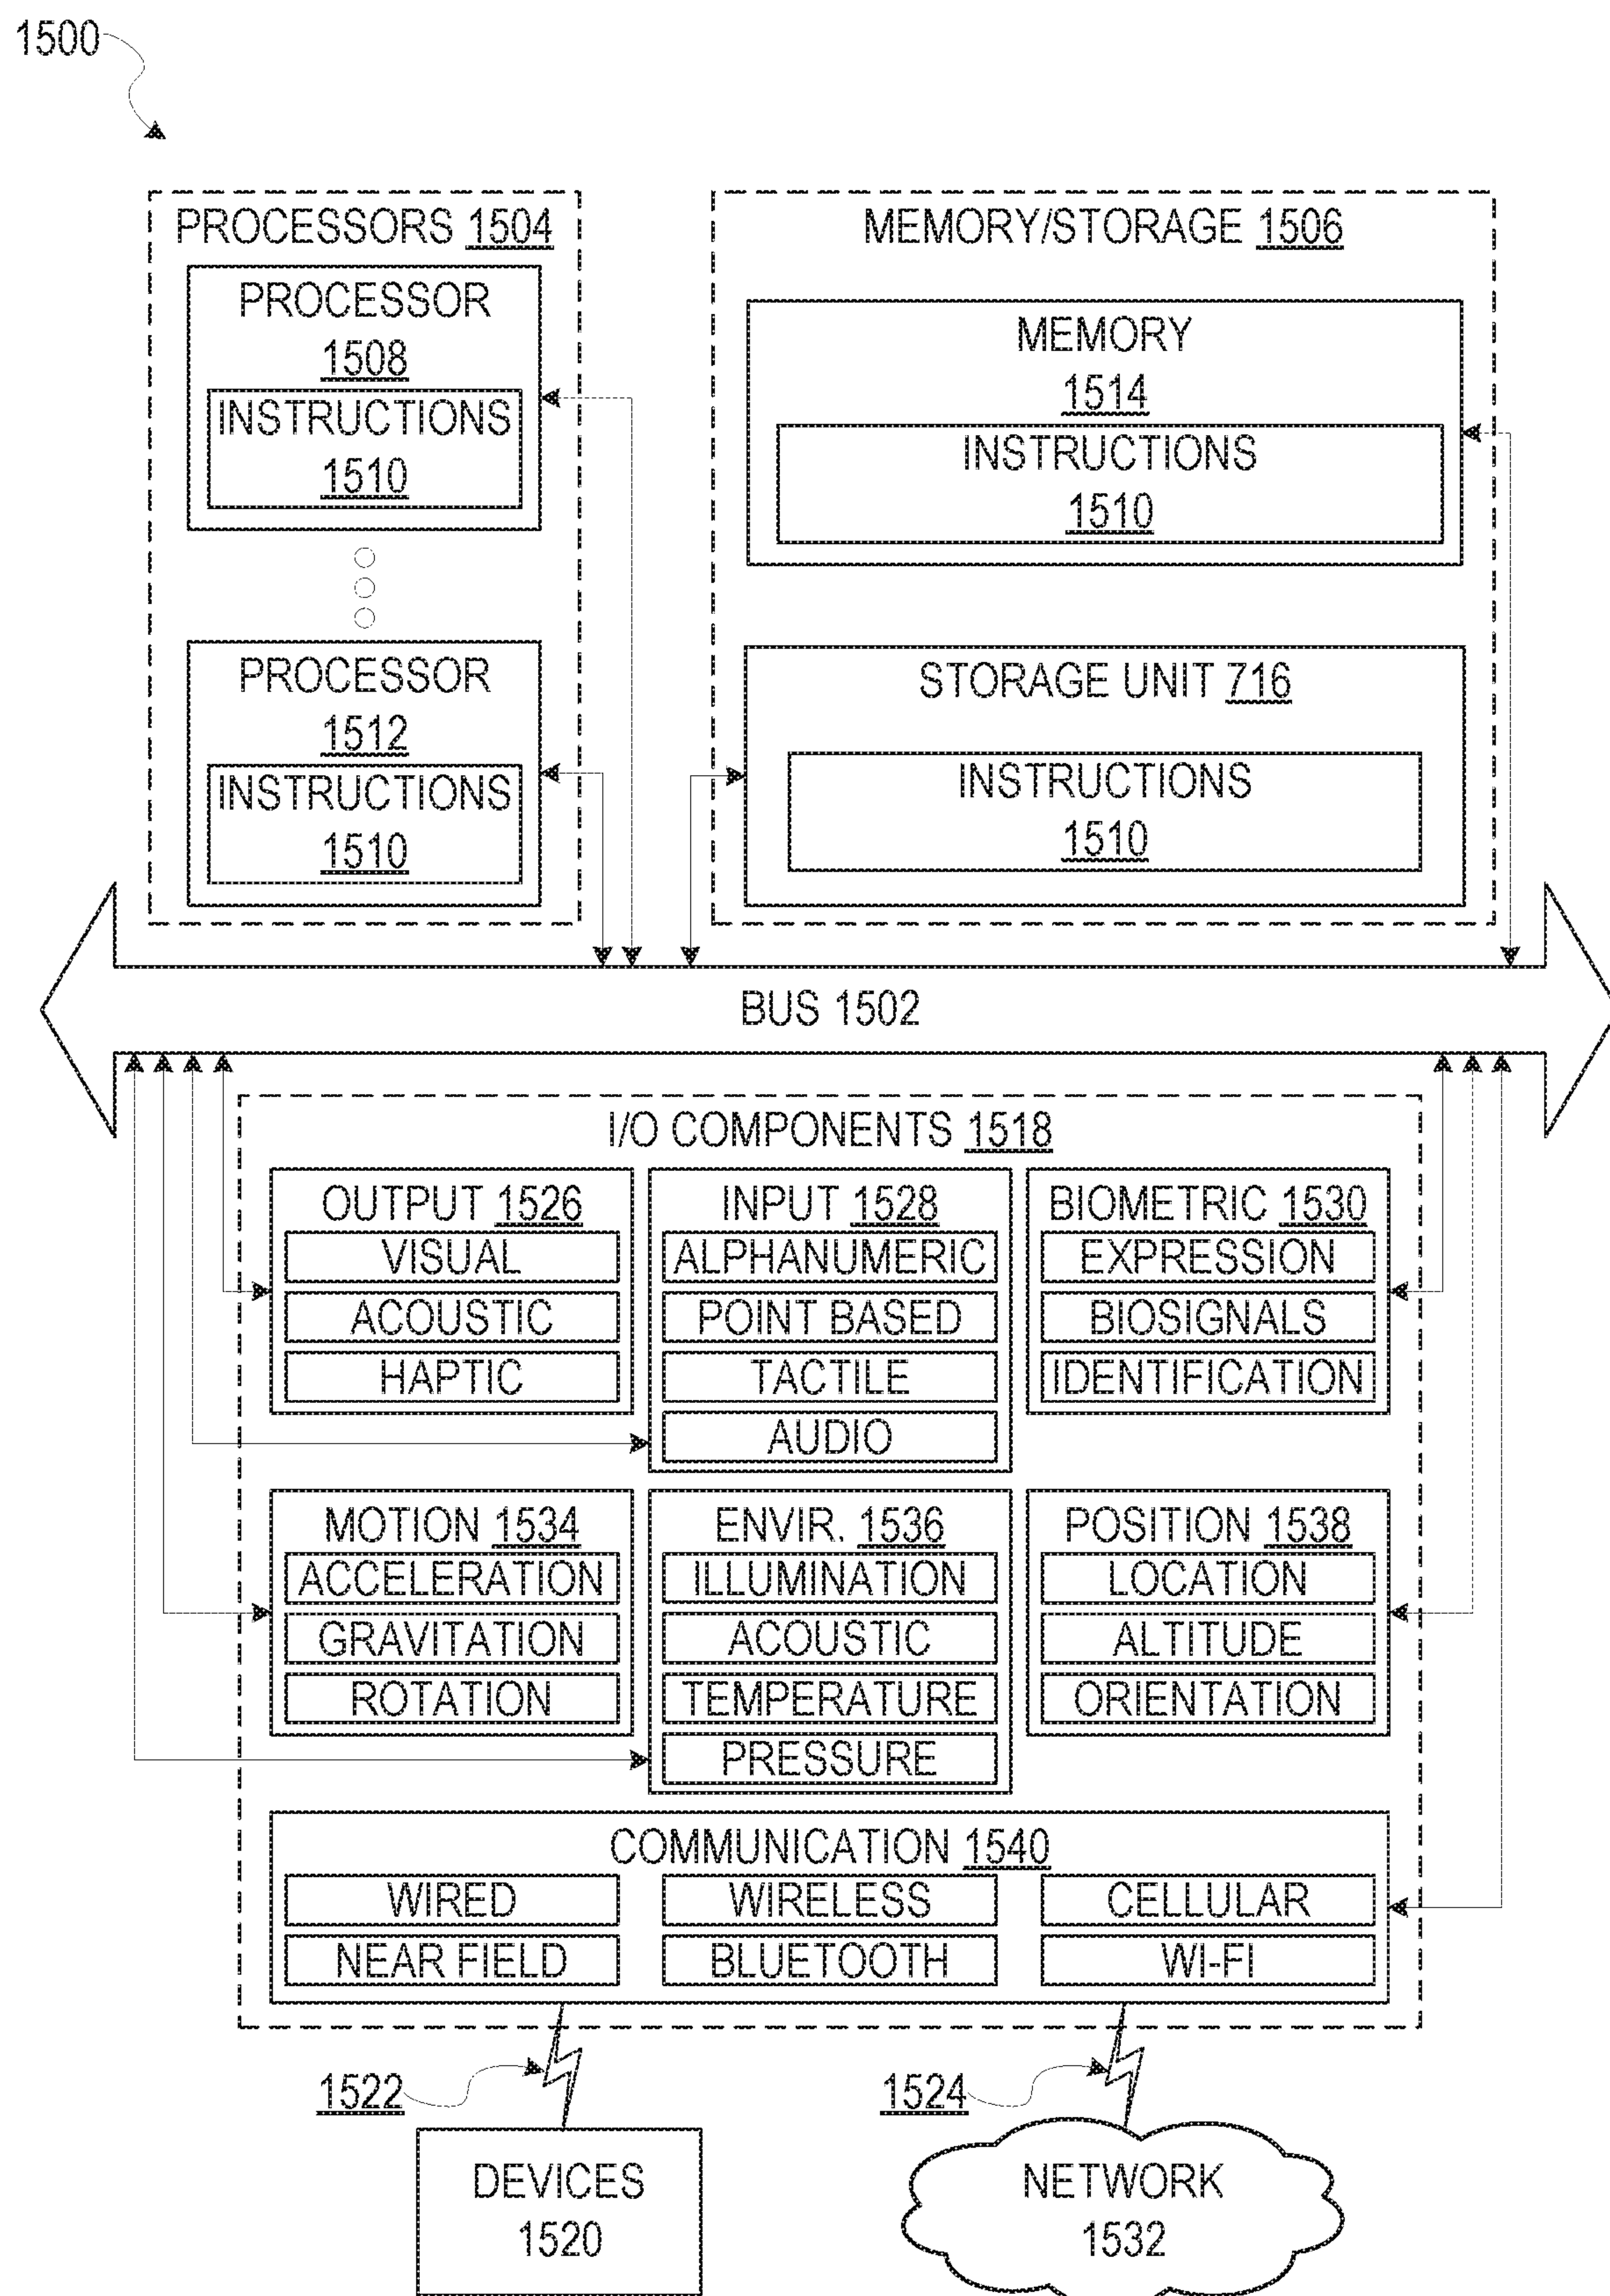 1500
PROCESSORS 1504
PROCESSOR
1508
INSTRUCTIONS
1510
PROCESSOR
1512
INSTRUCTIONS
1510
MEMORY/STORAGE 1506
MEMORY
1514
INSTRUCTIONS
1510
STORAGE UNIT 716
INSTRUCTIONS
1510
BUS 1502
I/O COMPONENTS 1518
OUTPUT 1526
VISUAL
ACOUSTIC
HAPTIC
INPUT 1528
ALPHANUMERIC
POINT BASED
TACTILE
AUDIO
BIOMETRIC 1530
EXPRESSION
BIOSIGNALS
IDENTIFICATION
MOTION 1534
ACCELERATION
GRAVITATION
ROTATION
ENVIR. 1536
ILLUMINATION
ACOUSTIC
TEMPERATURE
PRESSURE
POSITION 1538
LOCATION
ALTITUDE
ORIENTATION
COMMUNICATION 1540
WIRED
WIRELESS
CELLULAR
NEAR FIELD
BLUETOOTH
WI-FI
1522
1524
DEVICES
1520
NETWORK
1532